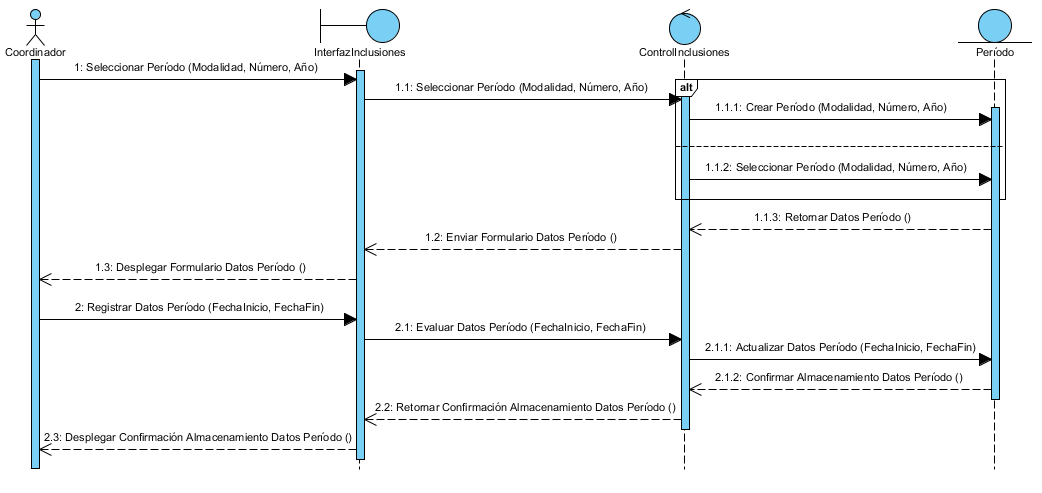 Coordinador
InterfazInclusiones
ControlInclusiones
Período
1: Seleccionar Período (Modalidad, Número, Año)
1.1: Seleccionar Período (Modalidad, Número, Año)
alt
1.1.1: Crear Período (Modalidad, Número, Año)
1.1.2: Seleccionar Período (Modalidad, Número, Año)
1.1.3: Retornar Datos Período ()
1.2: Enviar Formulario Datos Período ()
1.3: Desplegar Formulario Datos Período ()
2: Registrar Datos Período (FechaInicio, FechaFin)
2.1: Evaluar Datos Período (FechaInicio, FechaFin)
2.1.1: Actualizar Datos Período (FechaInicio, FechaFin)
2.1.2: Confirmar Almacenamiento Datos Período ()
2.2: Retornar Confirmación Almacenamiento Datos Período ()
2.3: Desplegar Confirmación Almacenamiento Datos Período ()